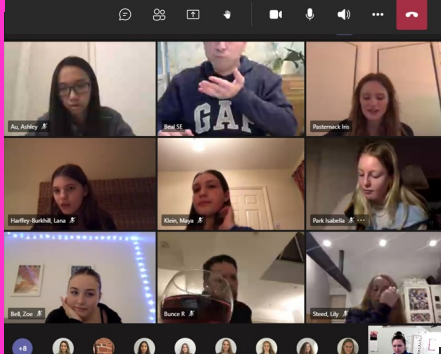 Au, Ashley
GAP
Beal SE
Pasternack Iris
Harffey-Burkhill, Lana
Klein, Maya
Park Isabella
Bell, Zoe
Bunce R
Steed, Lily
+8